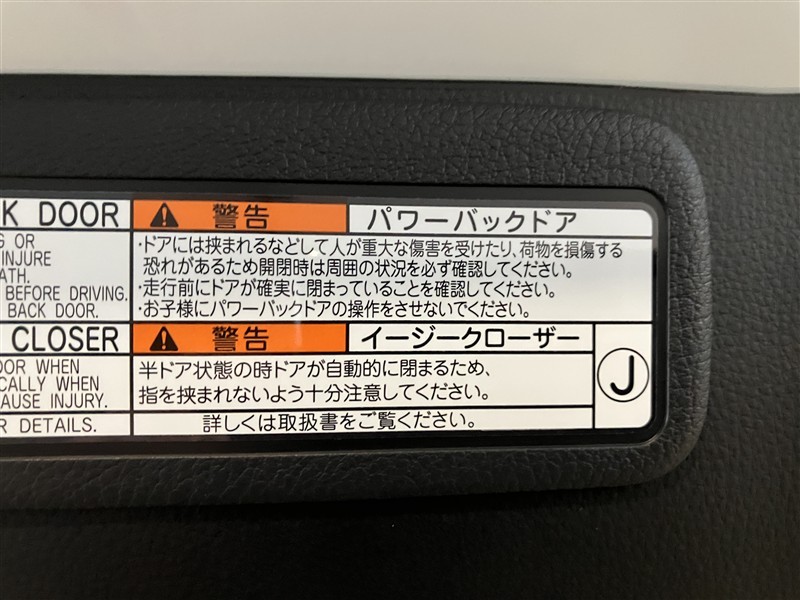 K DOOR
G OR
INJURE
ATH.
BEFORE DRIVING.
BACK DOOR.
CLOSER
OOR WHEN
CALLY WHEN
AUSE INJURY.
R DETAILS.
警告 パワーバックドア
・ドアには挟まれるなどして人が重大な傷害を受けたり、荷物を損傷する
恐れがあるため開閉時は周囲の状況を必ず確認してください。
・走行前にドアが確実に閉まっていることを確認してください。
・お子様にパワーバックドアの操作をさせないでください。
警告 イージークローザー
半ドア状態の時ドアが自動的に閉まるため、
指を挟まれないよう十分注意してください。
J
詳しくは取扱書をご覧ください。